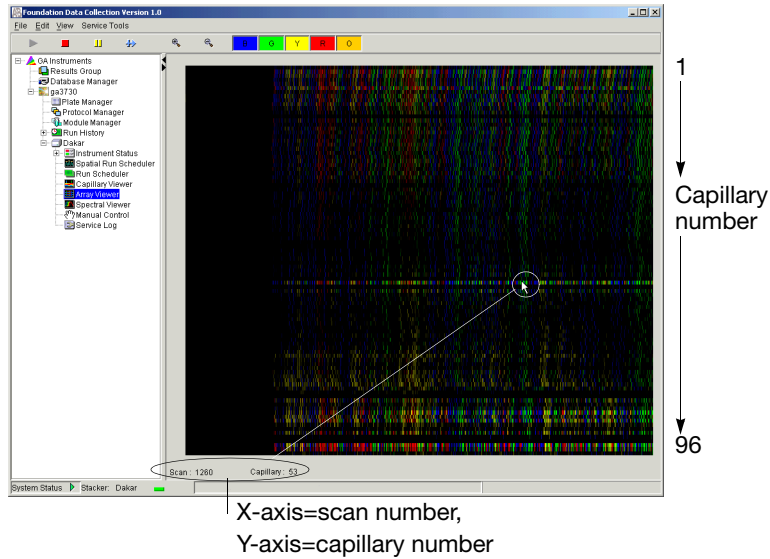 Foundation Data Collection Version 1.0
File Edit View Service Tools
G Y R O
GA Instruments
Results Group
Database Manager
ga3730
Plate Manager
Protocol Manager
Module Manager
Run History
Dakar
Instrument Status
Spatial Run Scheduler
Run Scheduler
Capillary Viewer
Array Viewer
Spectral Viewer
Manual Control
Service Log
1
Capillary
number
96
Scan : 1260 Capillary : 53
System Status Stacker: Dakar
X-axis=scan number,
Y-axis=capillary number